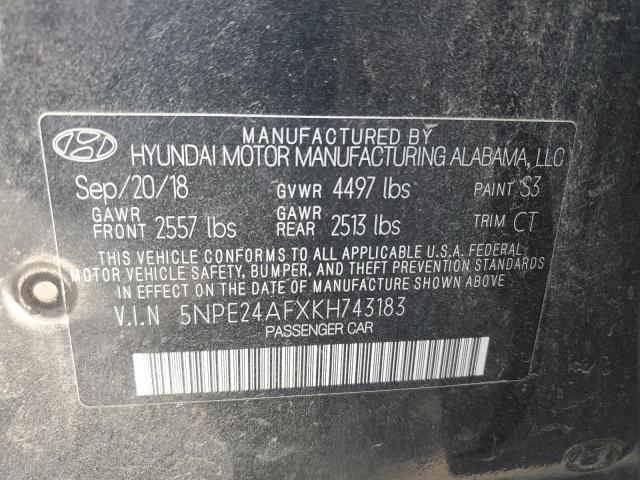 MANUFACTURED BY
HYUNDAI MOTOR MANUFACTURING ALABAMA, LLC
Sep/20/18 GVWR 4497 lbs PAINT S3
GAWR FRONT 2557 lbs GAWR REAR 2513 lbs TRIM CT
THIS VEHICLE CONFORMS TO ALL APPLICABLE U.S.A. FEDERAL
MOTOR VEHICLE SAFETY, BUMPER, AND THEFT PREVENTION STANDARDS
IN EFFECT ON THE DATE OF MANUFACTURE SHOWN ABOVE.
V.I.N 5NPE24AFXKH743183
PASSENGER CAR